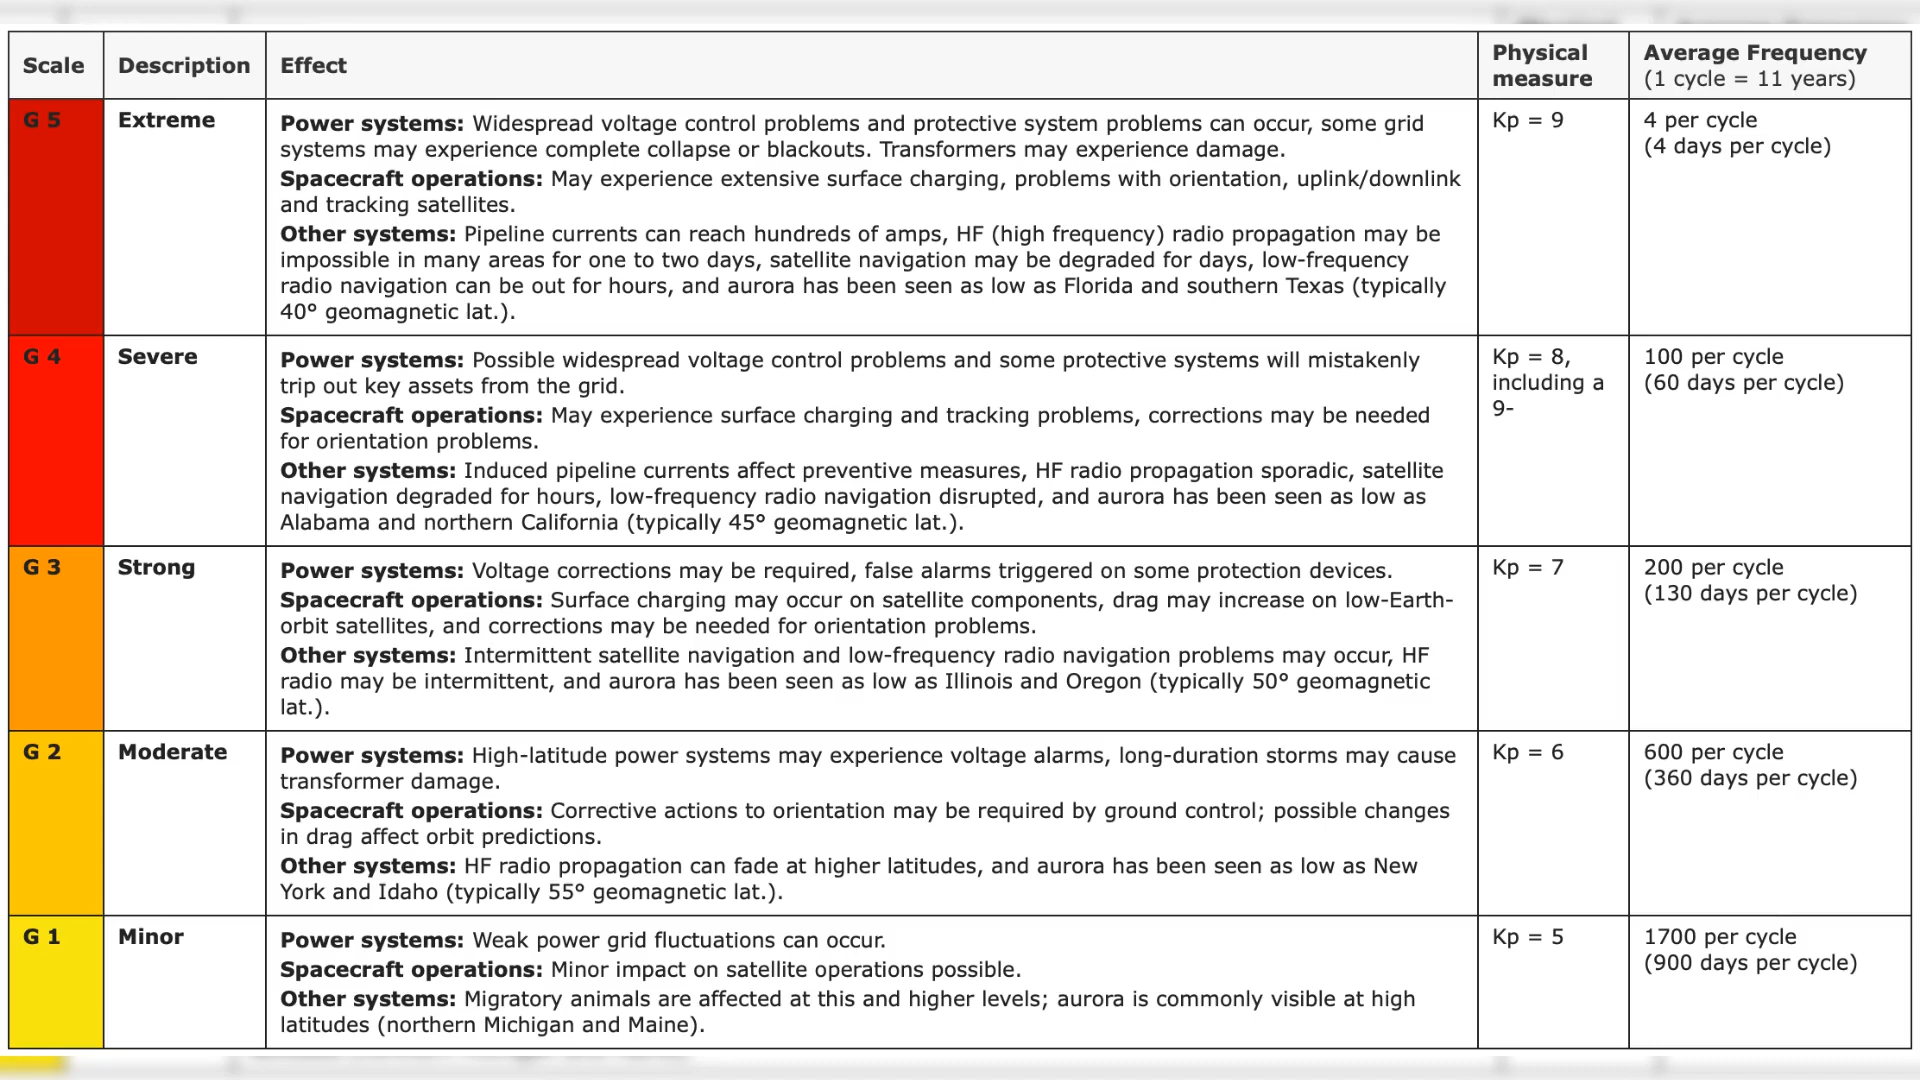 Scale Description Effect Physical measure Average Frequency (1 cycle = 11 years)
G 5 Extreme
Power systems: Widespread voltage control problems and protective system problems can occur, some grid
systems may experience complete collapse or blackouts. Transformers may experience damage.
Spacecraft operations: May experience extensive surface charging, problems with orientation, uplink/downlink
and tracking satellites.
Other systems: Pipeline currents can reach hundreds of amps, HF (high frequency) radio propagation may be
impossible in many areas for one to two days, satellite navigation may be degraded for days, low-frequency
radio navigation can be out for hours, and aurora has been seen as low as Florida and southern Texas (typically
40° geomagnetic lat.).
Kp = 9
4 per cycle
(4 days per cycle)
G 4 Severe
Power systems: Possible widespread voltage control problems and some protective systems will mistakenly
trip out key assets from the grid.
Spacecraft operations: May experience surface charging and tracking problems, corrections may be needed
for orientation problems.
Other systems: Induced pipeline currents affect preventive measures, HF radio propagation sporadic, satellite
navigation degraded for hours, low-frequency radio navigation disrupted, and aurora has been seen as low as
Alabama and northern California (typically 45° geomagnetic lat.).
Kp = 8,
including a
9-
100 per cycle
(60 days per cycle)
G 3 Strong
Power systems: Voltage corrections may be required, false alarms triggered on some protection devices.
Spacecraft operations: Surface charging may occur on satellite components, drag may increase on low-Earth-
orbit satellites, and corrections may be needed for orientation problems.
Other systems: Intermittent satellite navigation and low-frequency radio navigation problems may occur, HF
radio may be intermittent, and aurora has been seen as low as Illinois and Oregon (typically 50° geomagnetic
lat.).
Kp = 7
200 per cycle
(130 days per cycle)
G 2 Moderate
Power systems: High-latitude power systems may experience voltage alarms, long-duration storms may cause
transformer damage.
Spacecraft operations: Corrective actions to orientation may be required by ground control; possible changes
in drag affect orbit predictions.
Other systems: HF radio propagation can fade at higher latitudes, and aurora has been seen as low as New
York and Idaho (typically 55° geomagnetic lat.).
Kp = 6
600 per cycle
(360 days per cycle)
G 1 Minor
Power systems: Weak power grid fluctuations can occur.
Spacecraft operations: Minor impact on satellite operations possible.
Other systems: Migratory animals are affected at this and higher levels; aurora is commonly visible at high
latitudes (northern Michigan and Maine).
Kp = 5
1700 per cycle
(900 days per cycle)